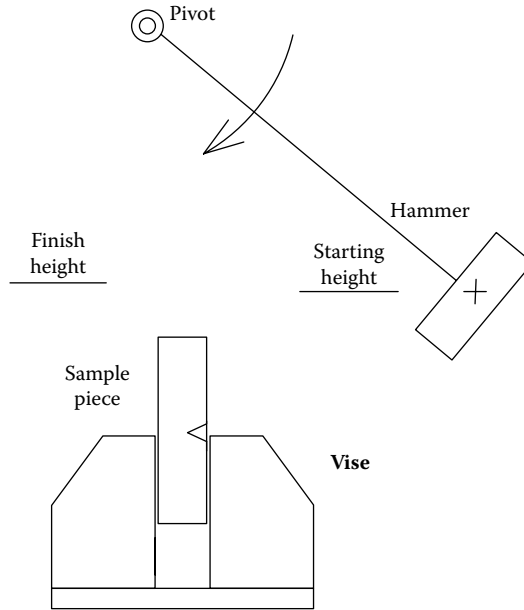 Pivot
Hammer
Finish
height
Starting
height
Sample
piece
Vise